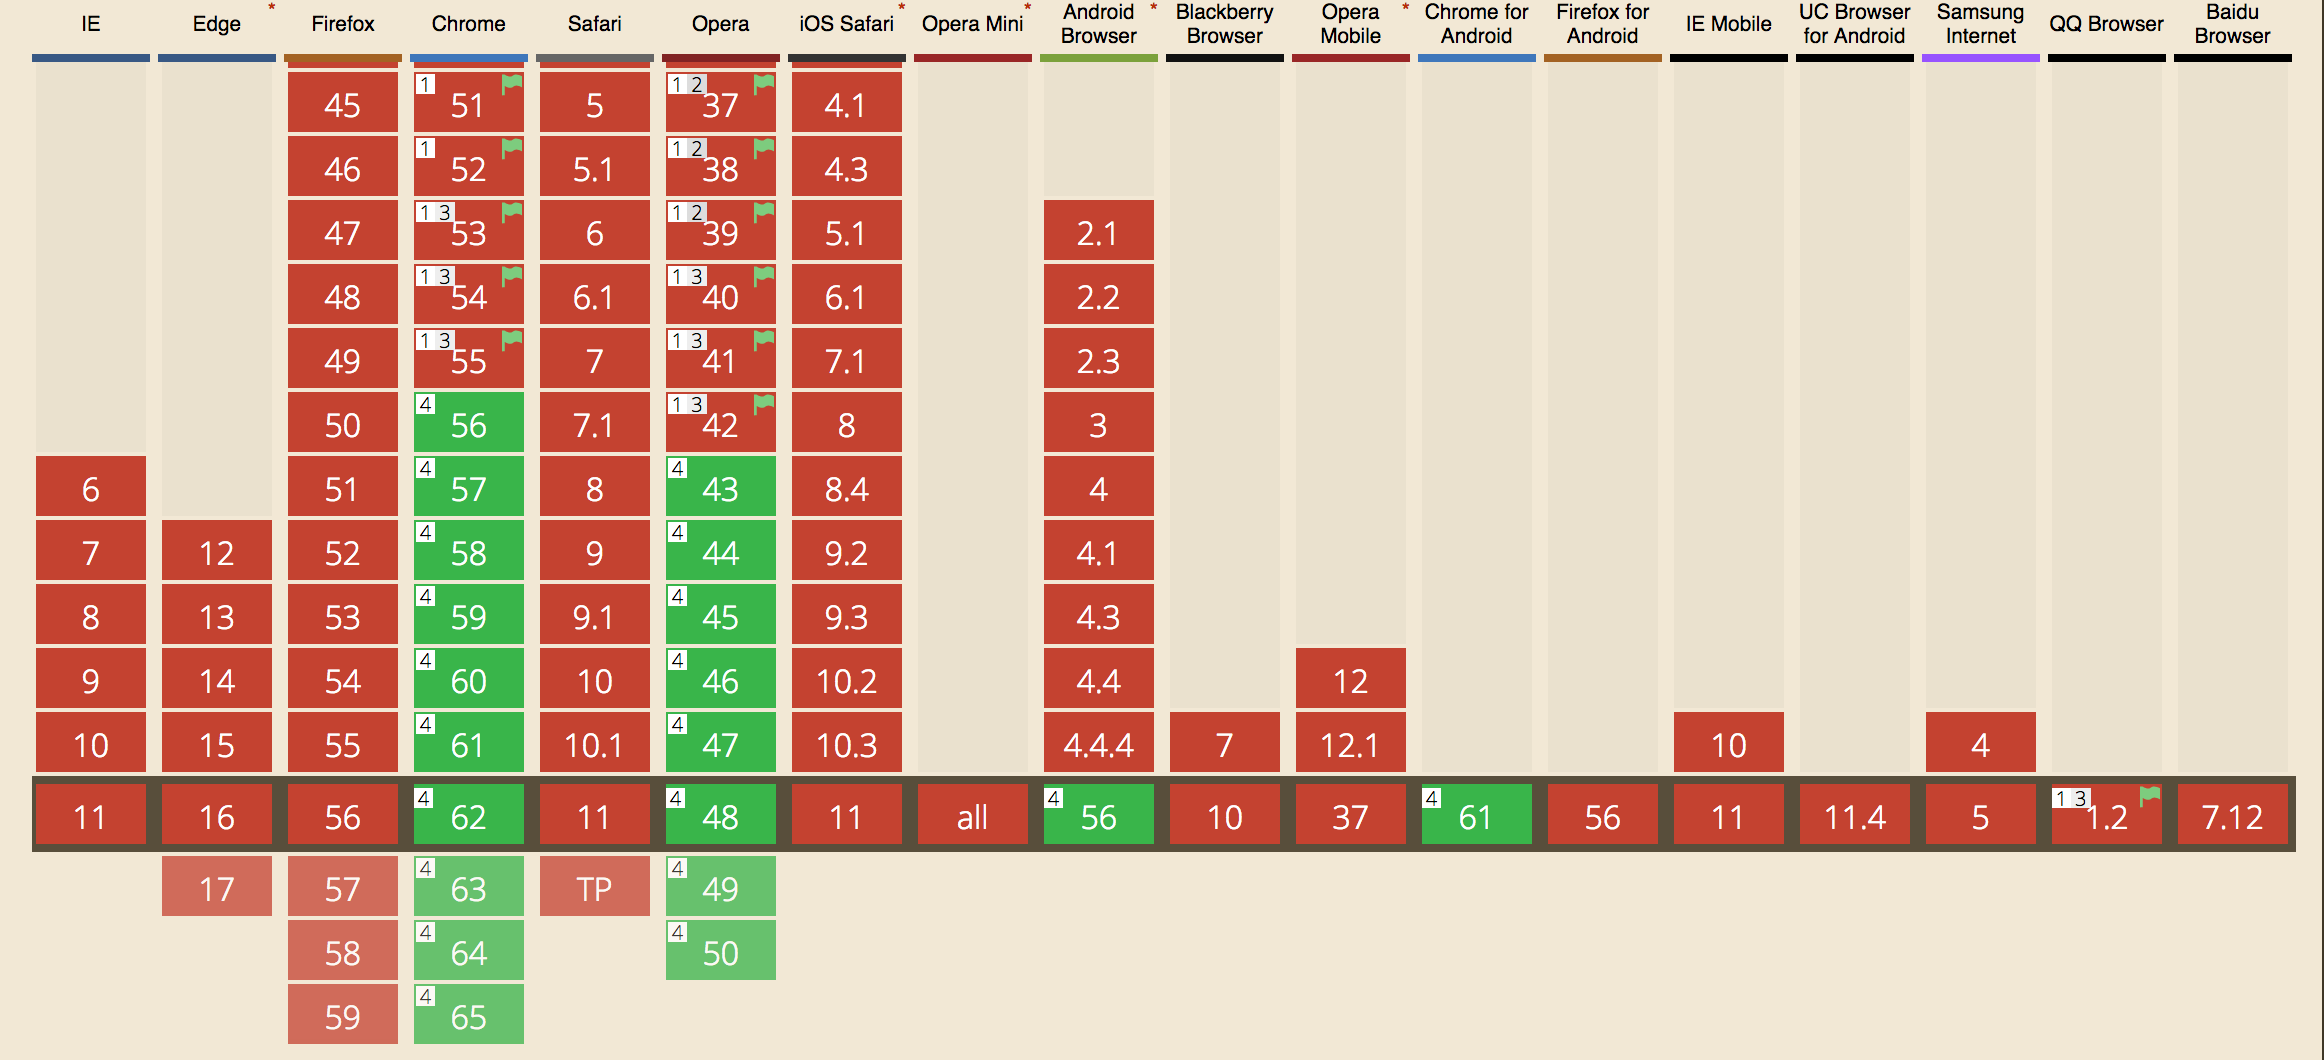 IE Edge * Firefox Chrome Safari Opera iOS Safari * Opera Mini * Android Browser * Blackberry Browser Opera Mobile * Chrome for Android Firefox for Android IE Mobile UC Browser for Android Samsung Internet QQ Browser Baidu Browser
45 1 51 5 1 2 37 4.1
46 1 52 5.1 1 2 38 4.3
47 1 3 53 6 1 2 39 5.1 2.1
48 1 3 54 6.1 1 3 40 6.1 2.2
49 1 3 55 7 1 3 41 7.1 2.3
50 4 56 7.1 1 3 42 8 3
6 51 4 57 8 4 43 8.4 4
7 12 52 4 58 9 4 44 9.2 4.1
8 13 53 4 59 9.1 4 45 9.3 4.3
9 14 54 4 60 10 4 46 10.2 4.4 12
10 15 55 4 61 10.1 4 47 10.3 4.4.4 7 12.1 10 4
11 16 56 4 62 11 4 48 11 all 4 56 10 37 4 61 56 11 11.4 5 1 3 1.2 7.12
17 57 4 63 TP 4 49
58 4 64 4 50
59 4 65